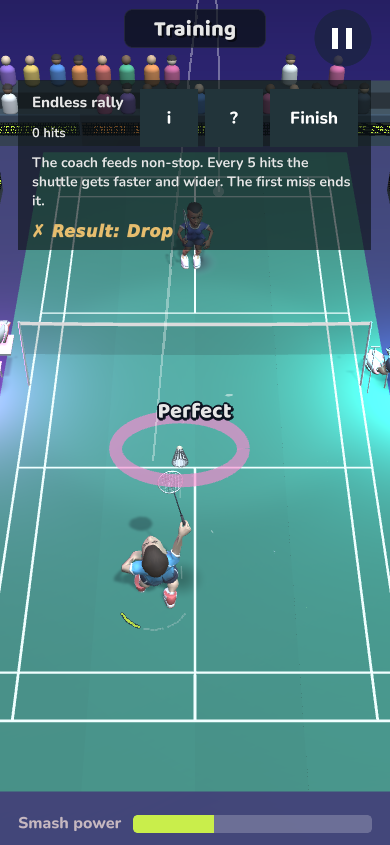 Training
Endless rally
0 hits
i
?
Finish
The coach feeds non-stop. Every 5 hits the
shuttle gets faster and wider. The first miss ends
it.
✗ Result: Drop
Perfect
Smash power